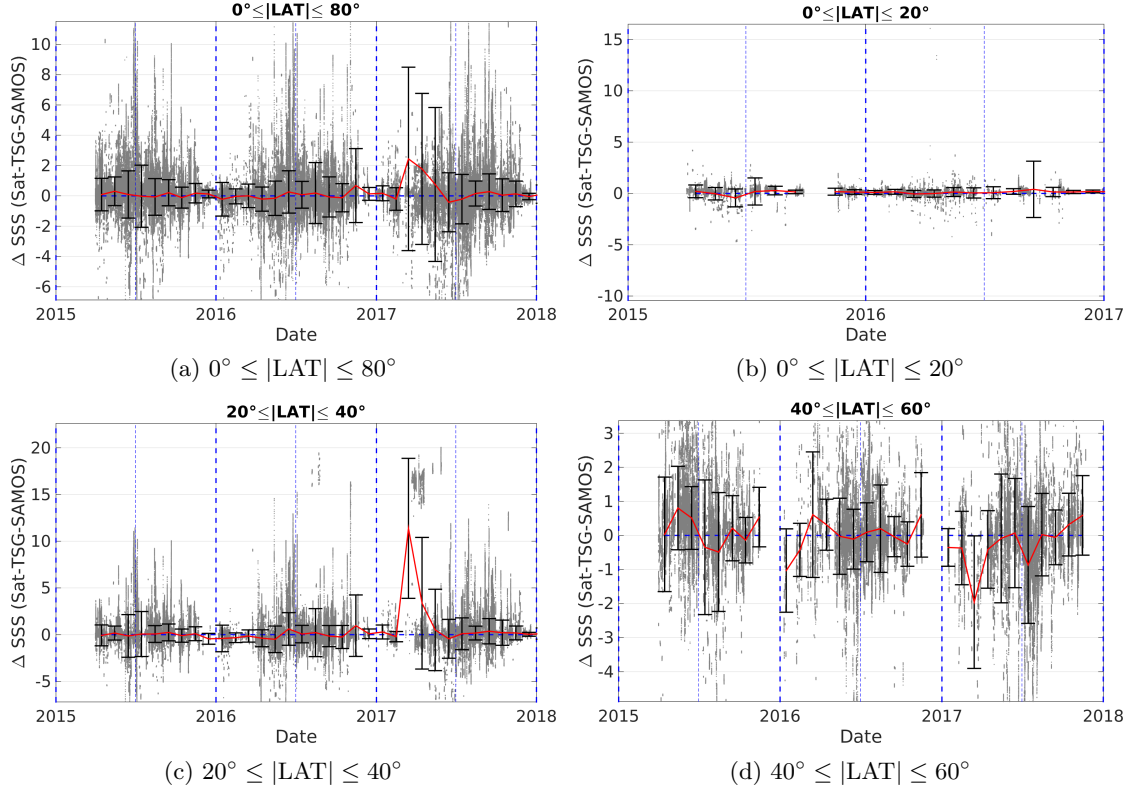 0°≤|LAT|≤ 80°
Δ SSS (Sat-TSG-SAMOS)
10
8
6
4
2
0
-2
-4
-6
2015
2016
2017
2018
Date
(a) 0° ≤ |LAT| ≤ 80°
0°≤|LAT|≤ 20°
Δ SSS (Sat-TSG-SAMOS)
15
10
5
0
-5
-10
2015
2016
2017
Date
(b) 0° ≤ |LAT| ≤ 20°
20°≤|LAT|≤ 40°
Δ SSS (Sat-TSG-SAMOS)
20
15
10
5
0
-5
2015
2016
2017
2018
Date
(c) 20° ≤ |LAT| ≤ 40°
40°≤|LAT|≤ 60°
Δ SSS (Sat-TSG-SAMOS)
3
2
1
0
-1
-2
-3
-4
2015
2016
2017
2018
Date
(d) 40° ≤ |LAT| ≤ 60°